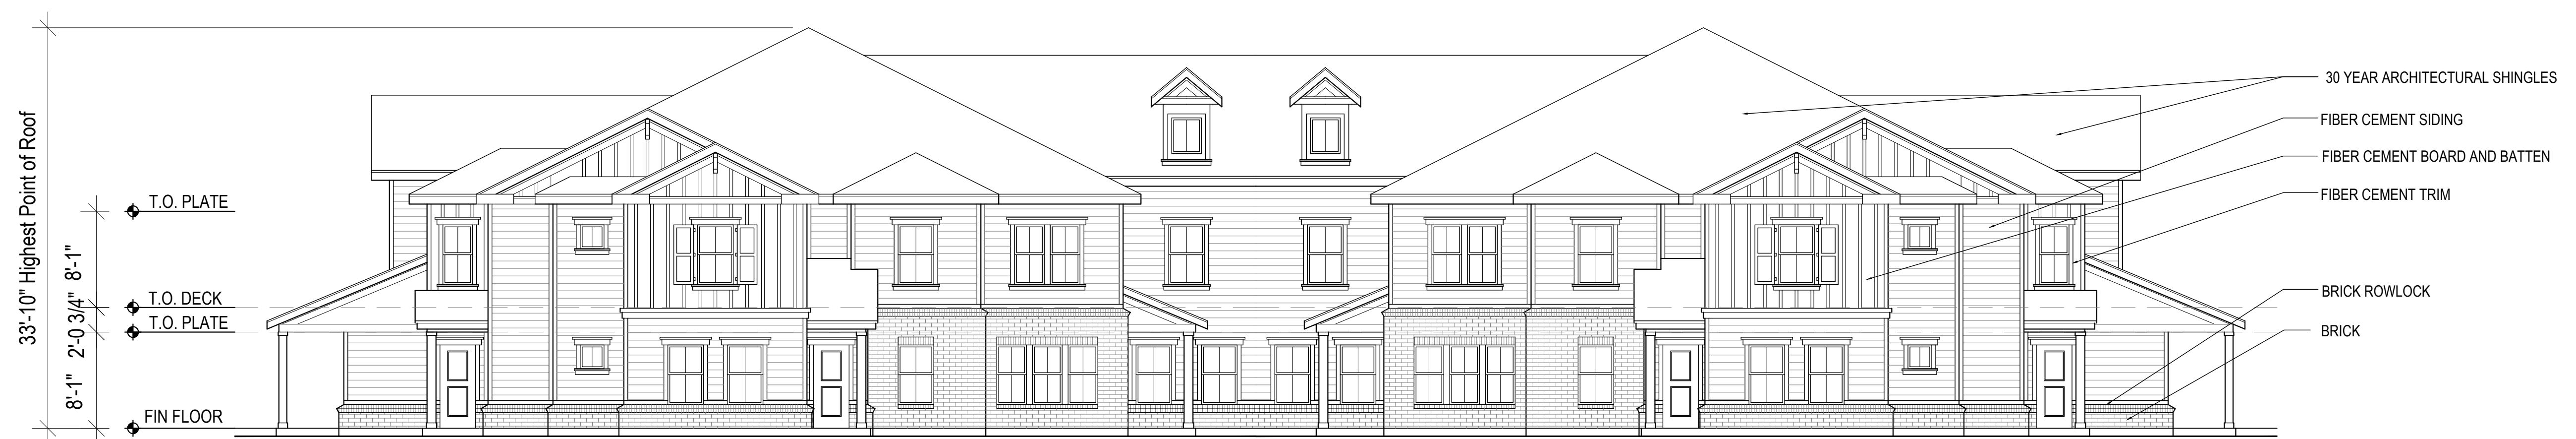 33'-10" Highest Point of Roof
8'-1"
2'-0 3/4"
8'-1"
T.O. PLATE
T.O. DECK
T.O. PLATE
FIN FLOOR
30 YEAR ARCHITECTURAL SHINGLES
FIBER CEMENT SIDING
FIBER CEMENT BOARD AND BATTEN
FIBER CEMENT TRIM
BRICK ROWLOCK
BRICK